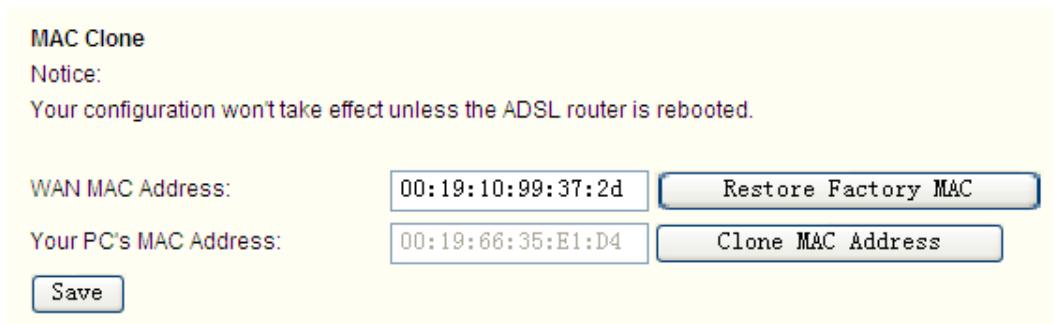 MAC Clone
Notice:
Your configuration won't take effect unless the ADSL router is rebooted.
WAN MAC Address: 00:19:10:99:37:2d Restore Factory MAC
Your PC's MAC Address: 00:19:66:35:E1:D4 Clone MAC Address
Save